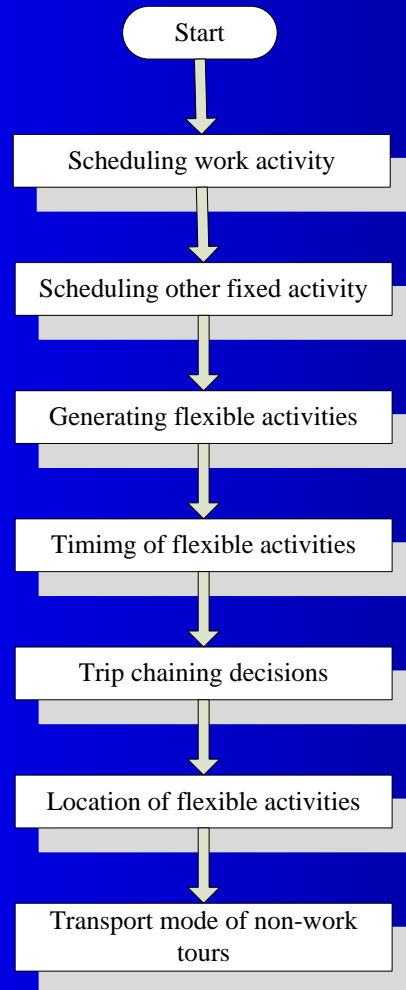 Start
Scheduling work activity
Scheduling other fixed activity
Generating flexible activities
Timimg of flexible activities
Trip chaining decisions
Location of flexible activities
Transport mode of non-work
tours